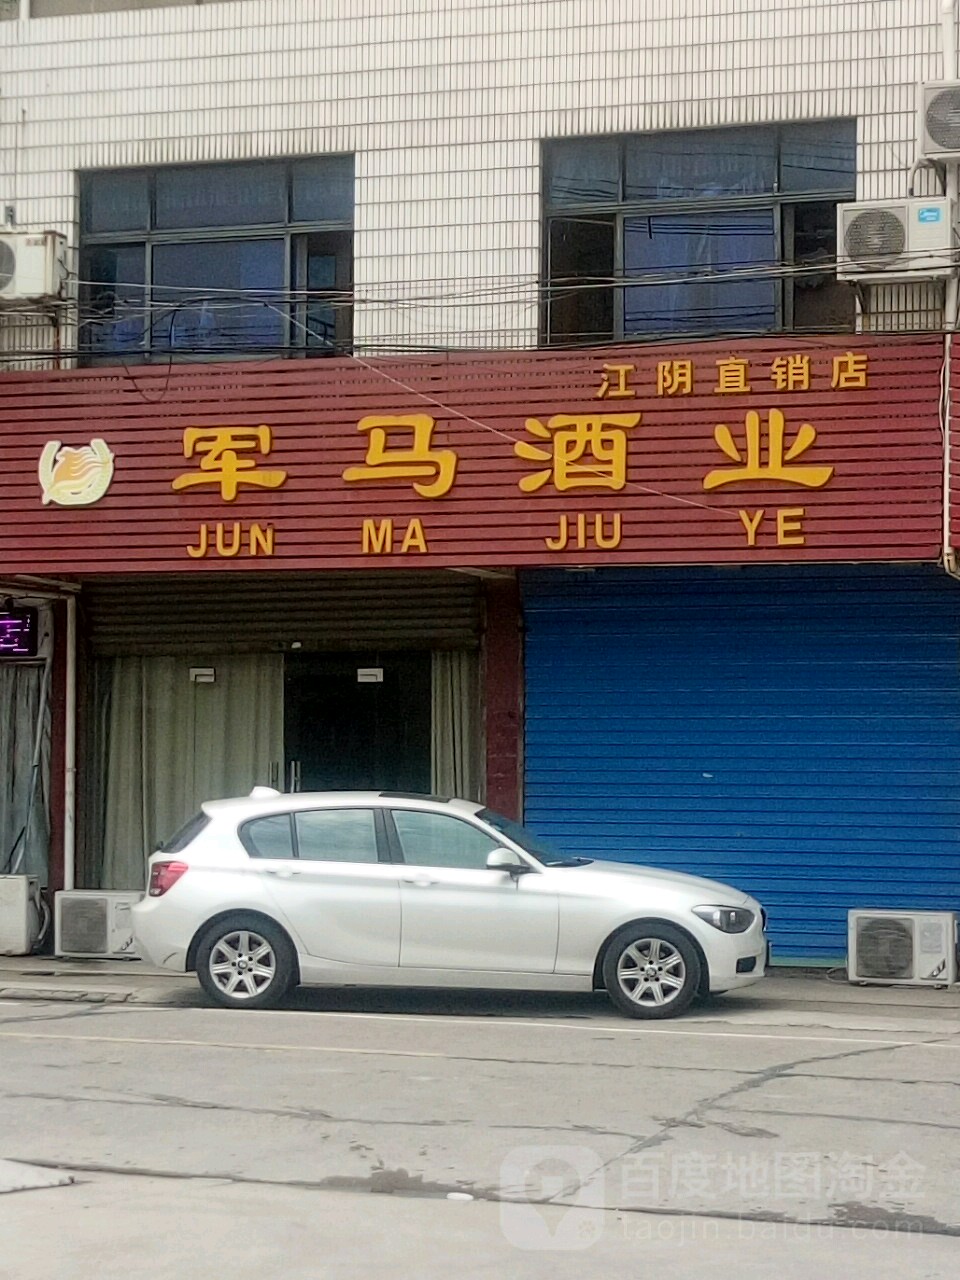 江阴直销店
军马酒业
JUN MA JIU YE
百度地图淘金
taojin.baidu.com